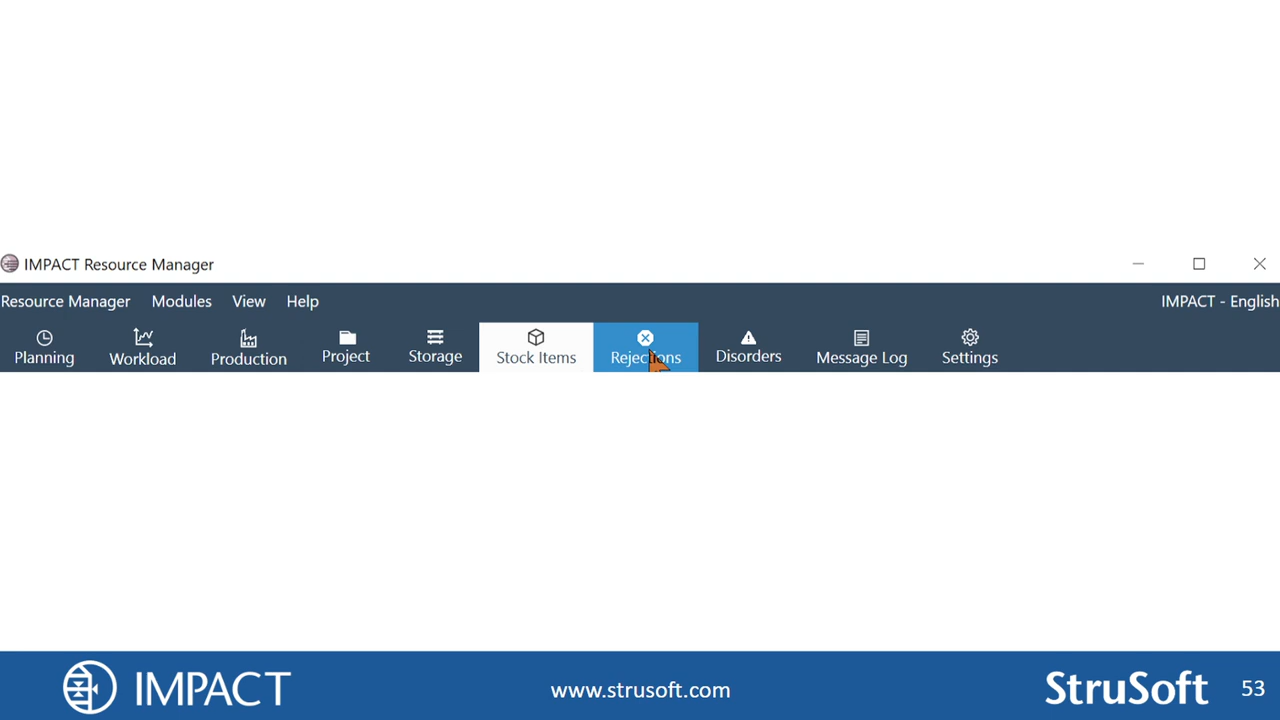 IMPACT Resource Manager
Resource Manager Modules View Help IMPACT - English
Planning Workload Production Project Storage Stock Items Rejections Disorders Message Log Settings
IMPACT www.strusoft.com StruSoft 53